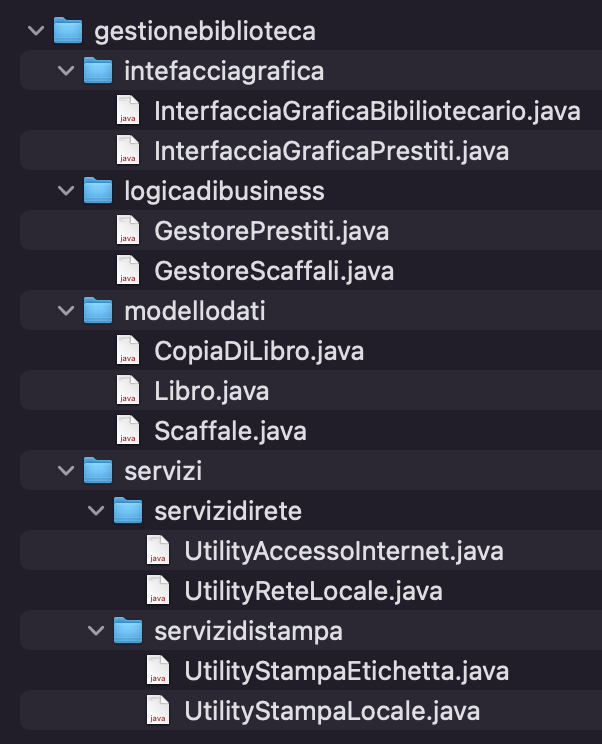 gestionebiblioteca
intefacciagrafica
InterfacciaGraficaBibiliotecario.java
InterfacciaGraficaPrestiti.java
logicadibusiness
GestorePrestiti.java
GestoreScaffali.java
modellodati
CopiaDiLibro.java
Libro.java
Scaffale.java
servizi
servizidirete
UtilityAccessoInternet.java
UtilityReteLocale.java
servizidistampa
UtilityStampaEtichetta.java
UtilityStampaLocale.java